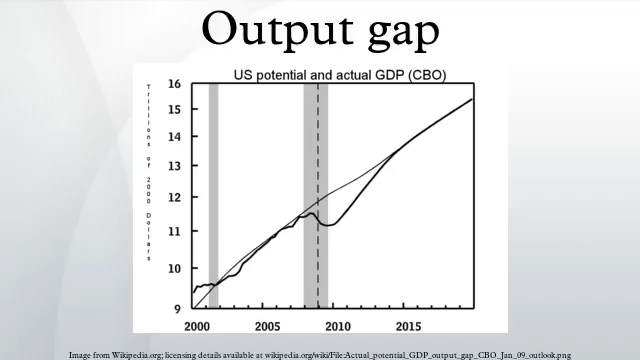 Output gap
US potential and actual GDP (CBO)
Trillions of 2000 Dollars
16
15
14
13
12
11
10
9
2000 2005 2010 2015
Image from Wikipedia.org; licensing details available at wikipedia.org/wiki/File:Actual_potential_GDP_output_gap_CBO_Jan_09_outlook.png